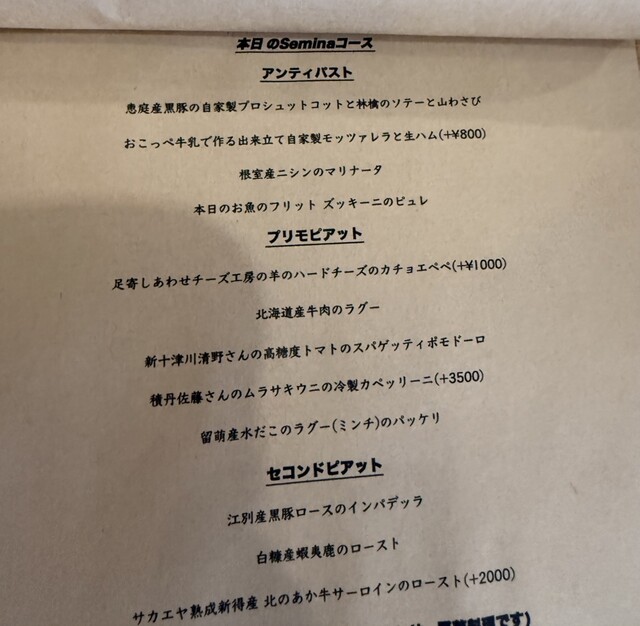 本日 のSeminaコース
アンティパスト
恵庭産黒豚の自家製プロシュットコットと林檎のソテーと山わさび
おこっぺ牛乳で作る出来立て自家製モッツァレラと生ハム(+¥800)
根室産ニシンのマリナータ
本日のお魚のフリット ズッキーニのピュレ
プリモピアット
足寄しあわせチーズ工房の羊のハードチーズのカチョエペペ(+¥1000)
北海道産牛肉のラグー
新十津川清野さんの高糖度トマトのスパゲッティポモドーロ
積丹佐藤さんのムラサキウニの冷製カペッリーニ(+3500)
留萌産水だこのラグー(ミンチ)のパッケリ
セコンドピアット
江別産黒豚ロースのインパデッラ
白糠産蝦夷鹿のロースト
サカエヤ熟成新得産 北のあか牛サーロインのロースト(+2000)
料理です)